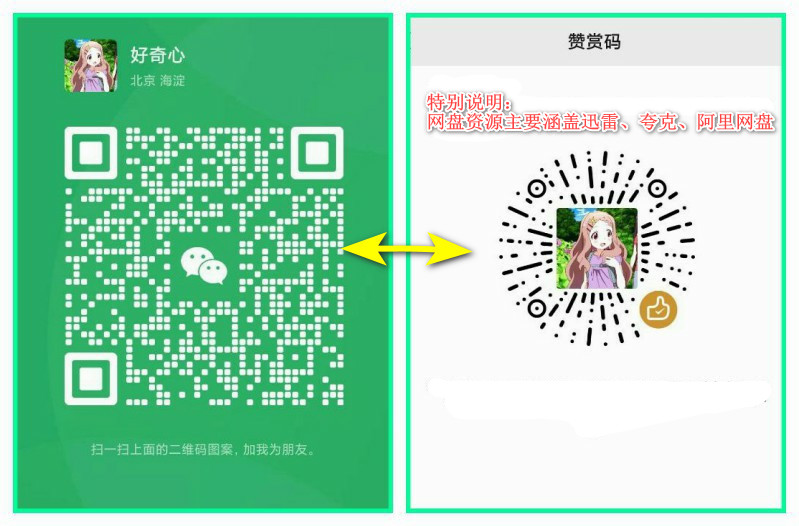 好奇心
北京 海淀
扫一扫上面的二维码图案，加我为朋友。
赞赏码
特别说明：
网盘资源主要涵盖迅雷、夸克、阿里网盘